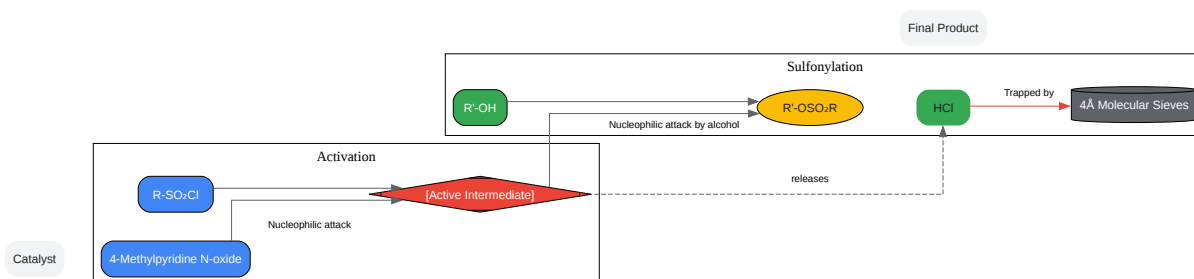 Final Product
Sulfonylation
R'-OH
R'-OSO₂R
HCl
Trapped by
4Å Molecular Sieves
Nucleophilic attack by alcohol
Activation
R-SO₂Cl
[Active Intermediate]
releases
Nucleophilic attack
Catalyst
4-Methylpyridine N-oxide